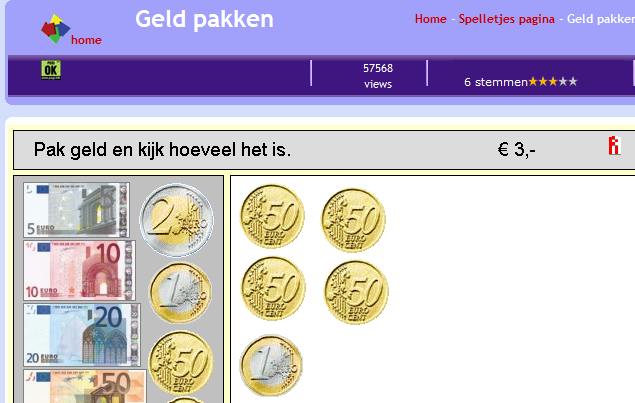 Geld pakken
Home - Spelletjes pagina - Geld pakken
home
OK
57568
views
6 stemmen
Pak geld en kijk hoeveel het is.
€ 3,-
5 EURO
10
10 EURO
20
20 EURO
50
2 EURO
1 EURO
50
50 EURO CENT
50 EURO CENT
50 EURO CENT
50 EURO CENT
1 EURO